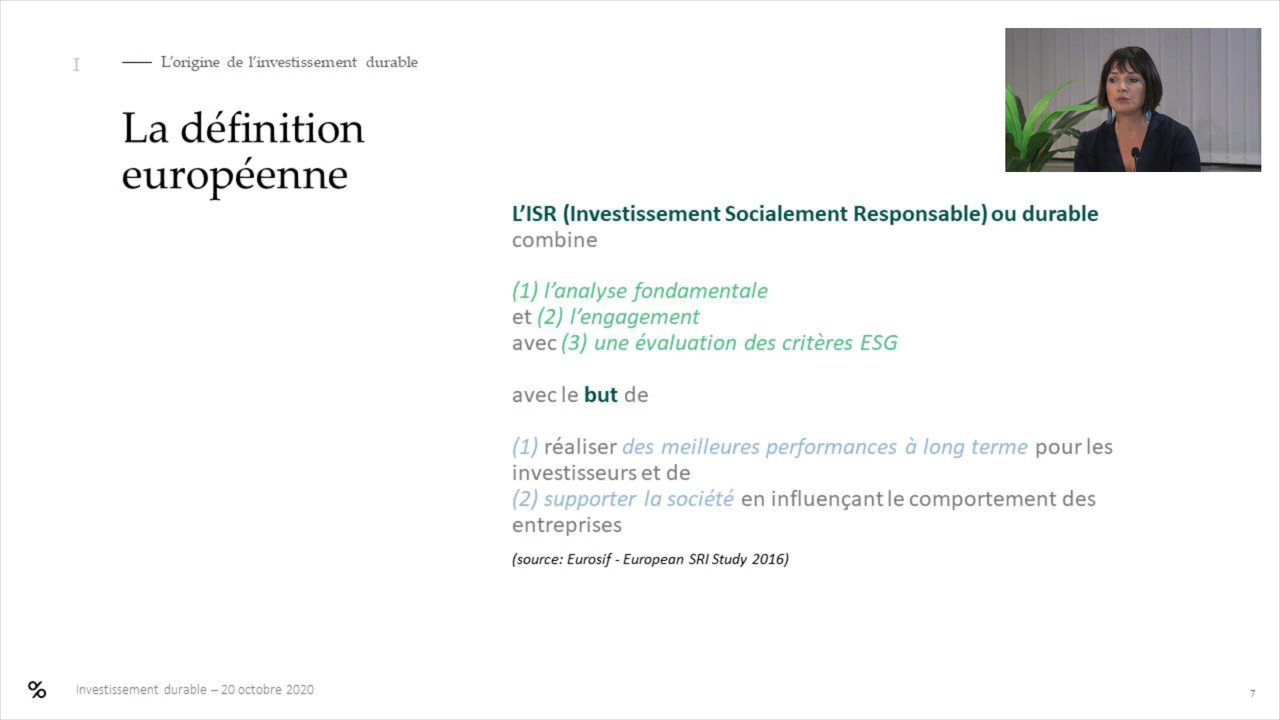 I
L'origine de l'investissement durable
La définition
européenne
L'ISR (Investissement Socialement Responsable) ou durable
combine
(1) l'analyse fondamentale
et (2) l'engagement
avec (3) une évaluation des critères ESG
avec le but de
(1) réaliser des meilleures performances à long terme pour les
investisseurs et de
(2) supporter la société en influençant le comportement des
entreprises
(source: Eurosif - European SRI Study 2016)
% Investissement durable – 20 octobre 2020
7